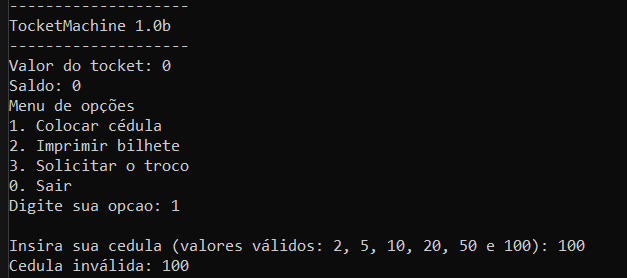 --------------------
TocketMachine 1.0b
--------------------
Valor do tocket: 0
Saldo: 0
Menu de opções
1. Colocar cédula
2. Imprimir bilhete
3. Solicitar o troco
0. Sair
Digite sua opcao: 1
Insira sua cedula (valores válidos: 2, 5, 10, 20, 50 e 100): 100
Cedula inválida: 100